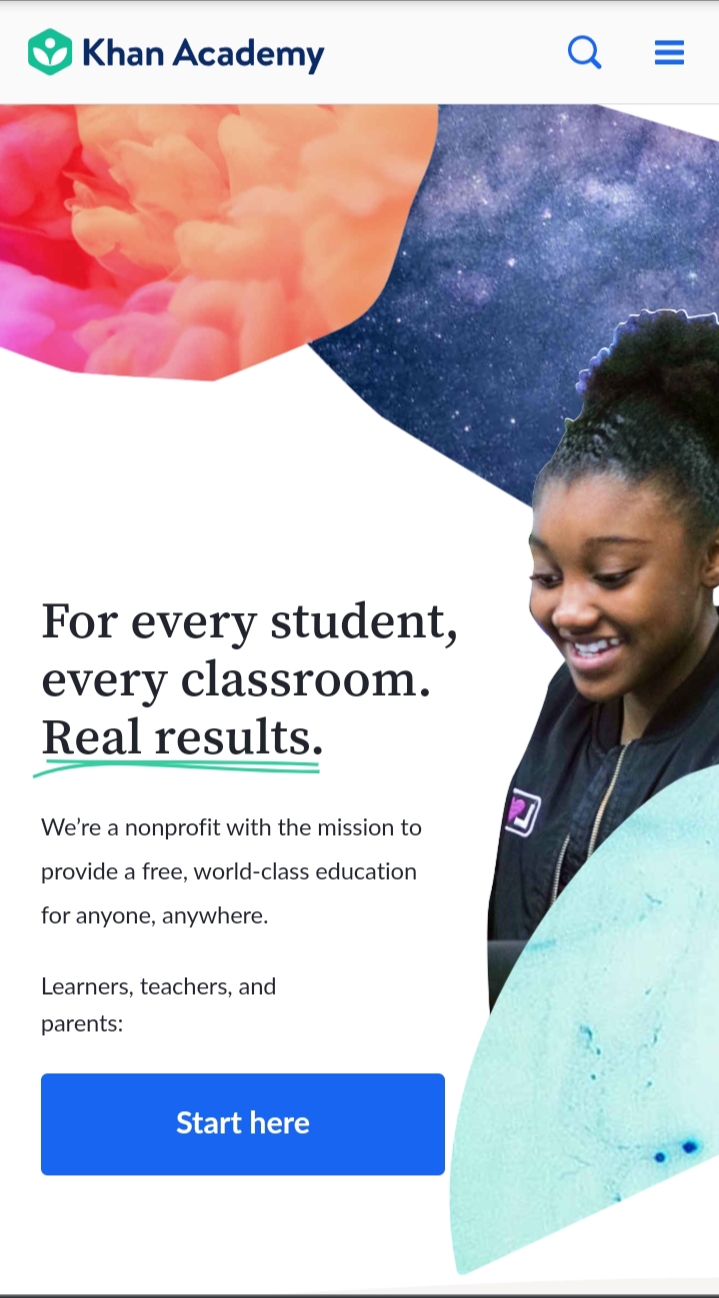 Khan Academy
For every student,
every classroom.
Real results.
We’re a nonprofit with the mission to
provide a free, world-class education
for anyone, anywhere.
Learners, teachers, and
parents:
Start here